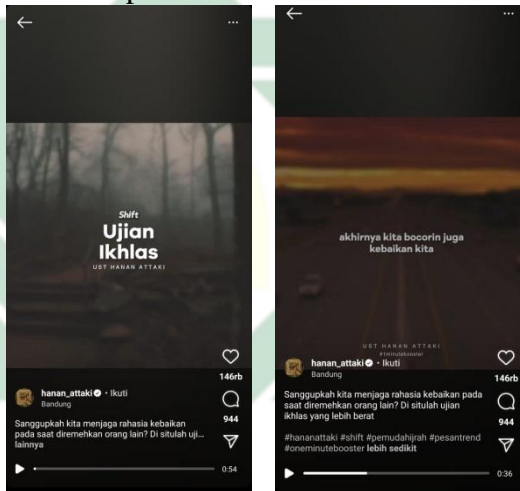 Shift
Ujian
Ikhlas
UST HANAN ATTAKI
146rb
hanan_attaki • Ikuti
Bandung
944
Sanggupkah kita menjaga rahasia kebaikan
pada saat diremehkan orang lain? Di situlah uji...
lainnya
0:54
akhirnya kita bocorin juga
kebaikan kita
UST HANAN ATTAKI
#1minutebooster
hanan_attaki • Ikuti
Bandung
146rb
Sanggupkah kita menjaga rahasia kebaikan pada
saat diremehkan orang lain? Di situlah ujian
ikhlas yang lebih berat
944
#hananattaki #shift #pemudahijrah #pesantrend
#oneminutebooster lebih sedikit
0:36